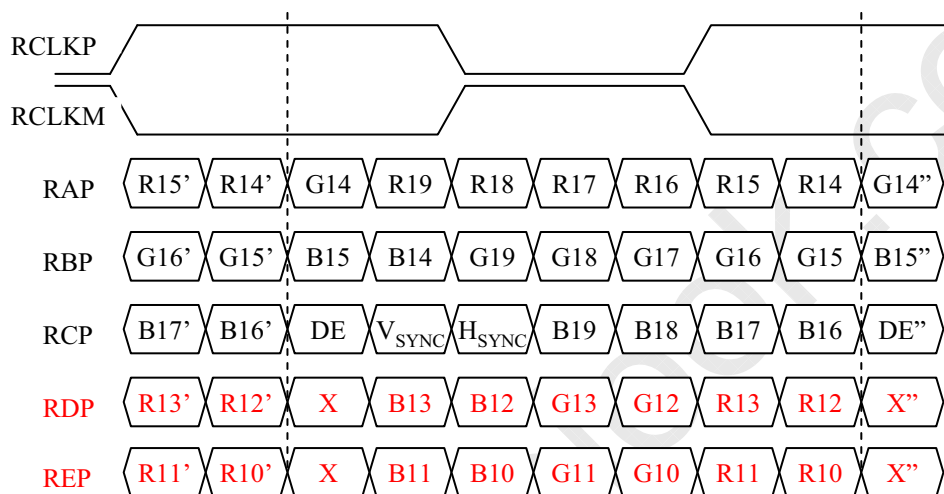 RCLKP
RCLKM
RAP R15’ R14’ G14 R19 R18 R17 R16 R15 R14 G14”
RBP G16’ G15’ B15 B14 G19 G18 G17 G16 G15 B15”
RCP B17’ B16’ DE VSYNC HSYNC B19 B18 B17 B16 DE”
RDP R13’ R12’ X B13 B12 G13 G12 R13 R12 X”
REP R11’ R10’ X B11 B10 G11 G10 R11 R10 X”